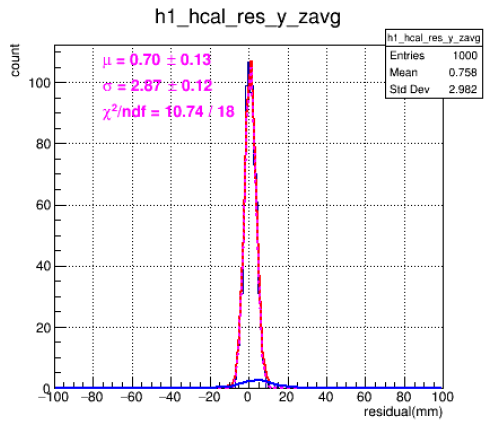 h1_hcal_res_y_zavg
count
h1_hcal_res_y_zavg
Entries 1000
Mean 0.758
Std Dev 2.982
μ = 0.70 ± 0.13
σ = 2.87 ± 0.12
χ²/ndf = 10.74 / 18
100
80
60
40
20
0
−100 −80 −60 −40 −20 0 20 40 60 80 100
residual(mm)